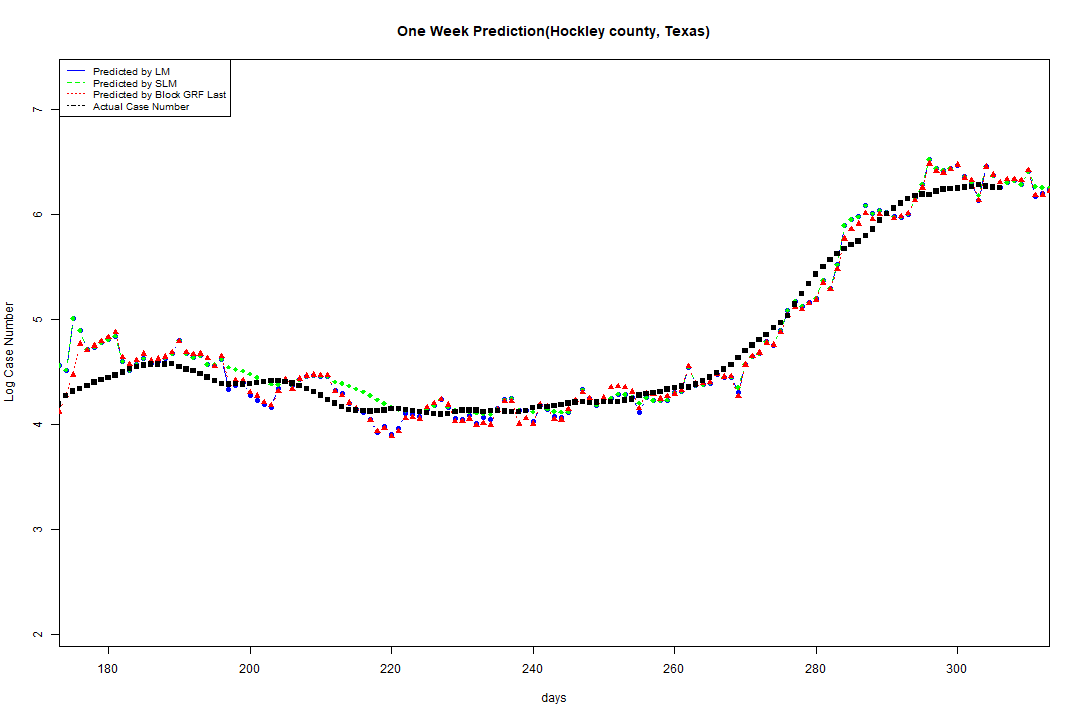 One Week Prediction(Hockley county, Texas)
Predicted by LM
Predicted by SLM
Predicted by Block GRF Last
Actual Case Number
7
6
5
4
3
2
Log Case Number
180 200 220 240 260 280 300
days